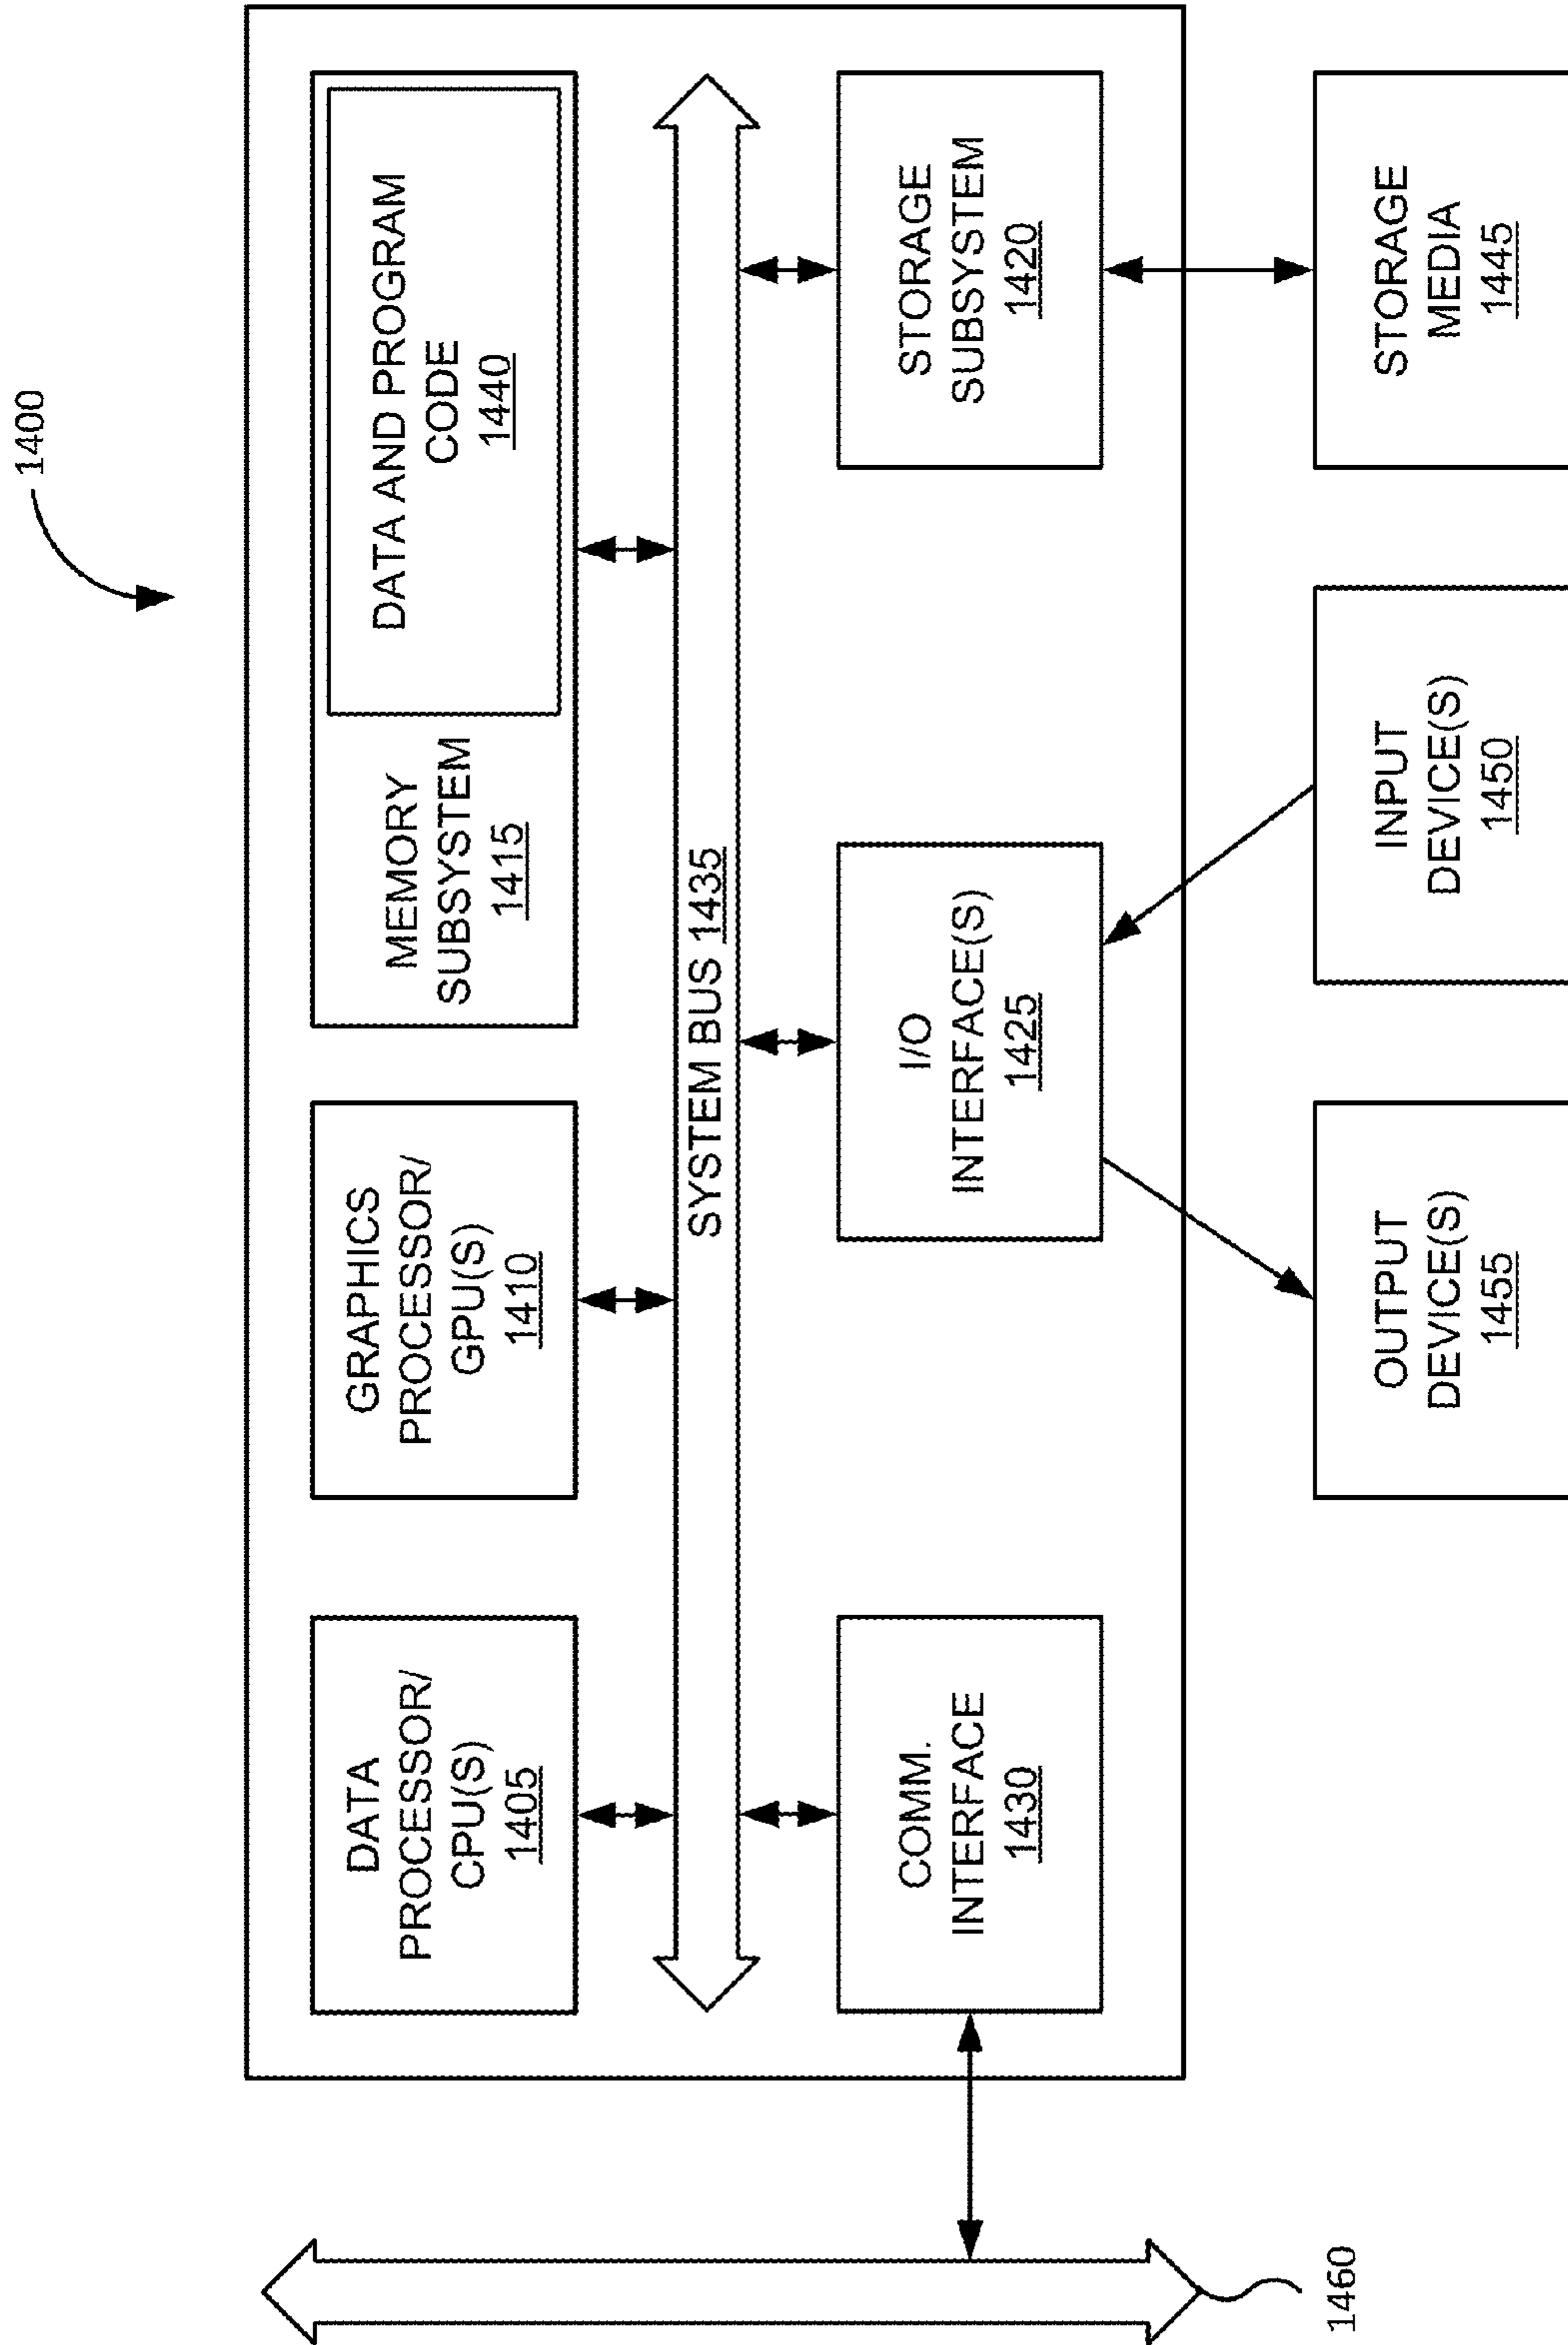 1400
DATA
PROCESSOR/
CPU(S)
1405
GRAPHICS
PROCESSOR/
GPU(S)
1410
MEMORY
SUBSYSTEM
1415
DATA AND PROGRAM
CODE
1440
SYSTEM BUS 1435
COMM.
INTERFACE
1430
I/O
INTERFACE(S)
1425
STORAGE
SUBSYSTEM
1420
1460
OUTPUT
DEVICE(S)
1455
INPUT
DEVICE(S)
1450
STORAGE
MEDIA
1445